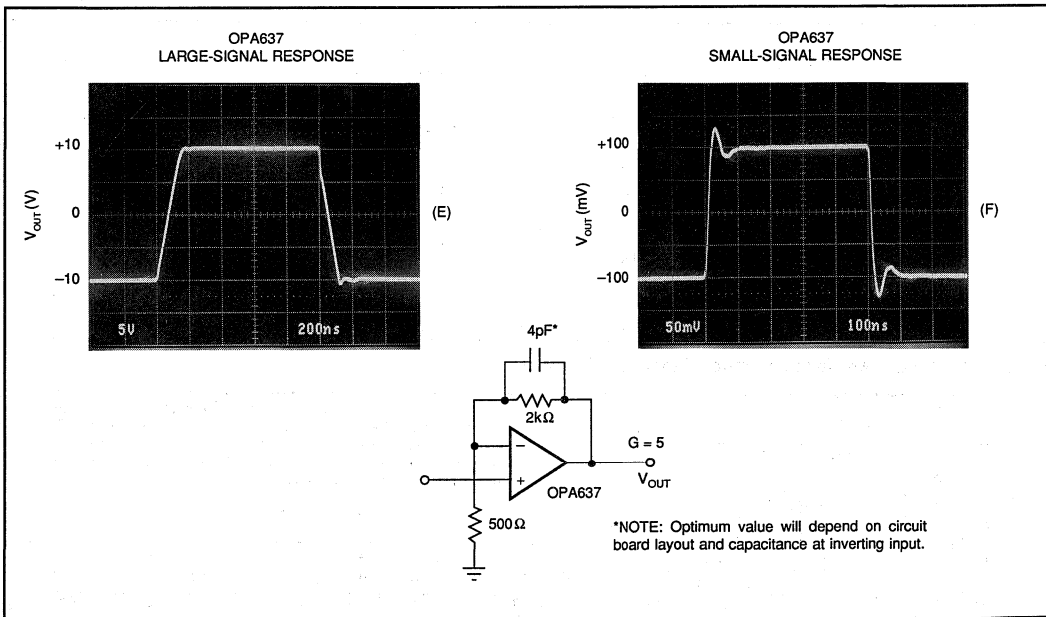 OPA637
LARGE-SIGNAL RESPONSE
+10
0
−10
V_OUT (V)
5V
200ns
(E)
OPA637
SMALL-SIGNAL RESPONSE
+100
0
−100
V_OUT (mV)
50mV
100ns
(F)
4pF*
2kΩ
−
+
OPA637
G = 5
V_OUT
500Ω
*NOTE: Optimum value will depend on circuit
board layout and capacitance at inverting input.